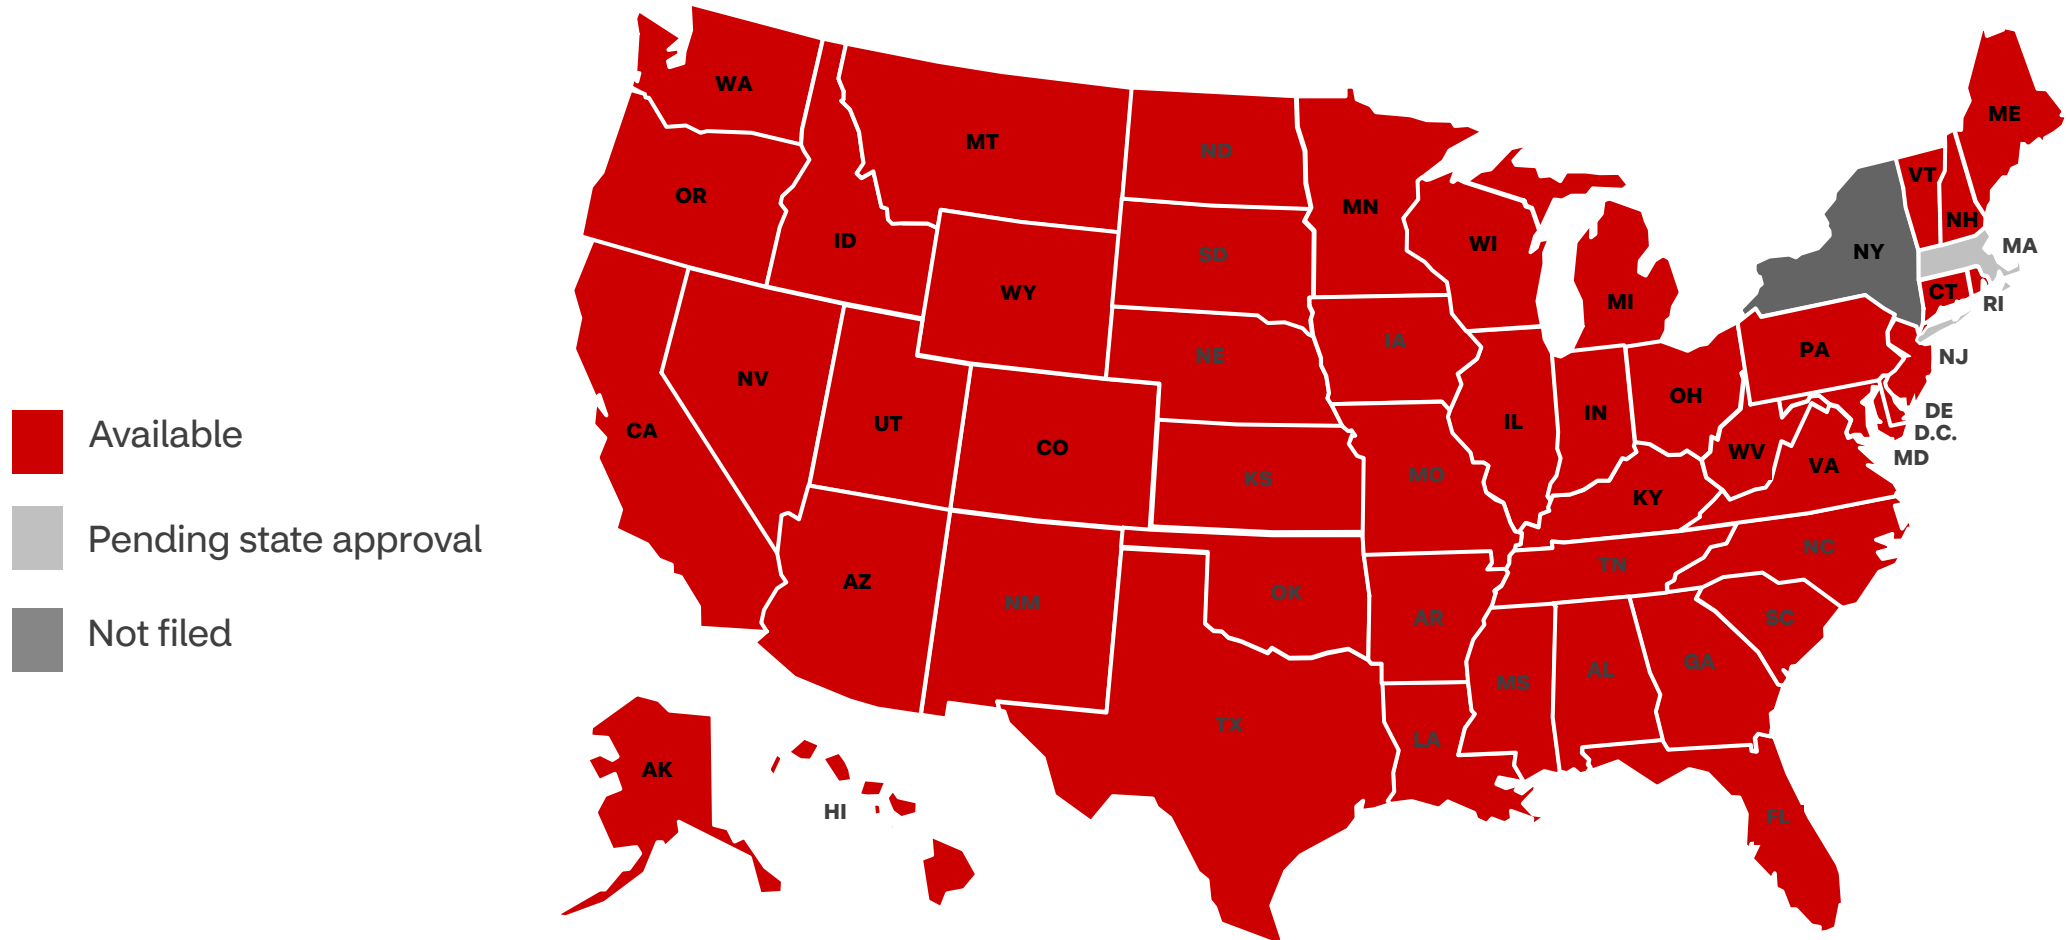 Available
Pending state approval
Not filed
WA
ME
MT
ND
VT
OR
MN
NH
ID
WI
MA
NY
SD
WY
CT
MI
RI
IA
PA
NE
NJ
NV
OH
DE
IN
UT
IL
CA
D.C.
CO
WV
MD
VA
MO
KS
KY
NC
TN
AZ
OK
NM
SC
AR
GA
AL
MS
TX
LA
AK
HI
FL